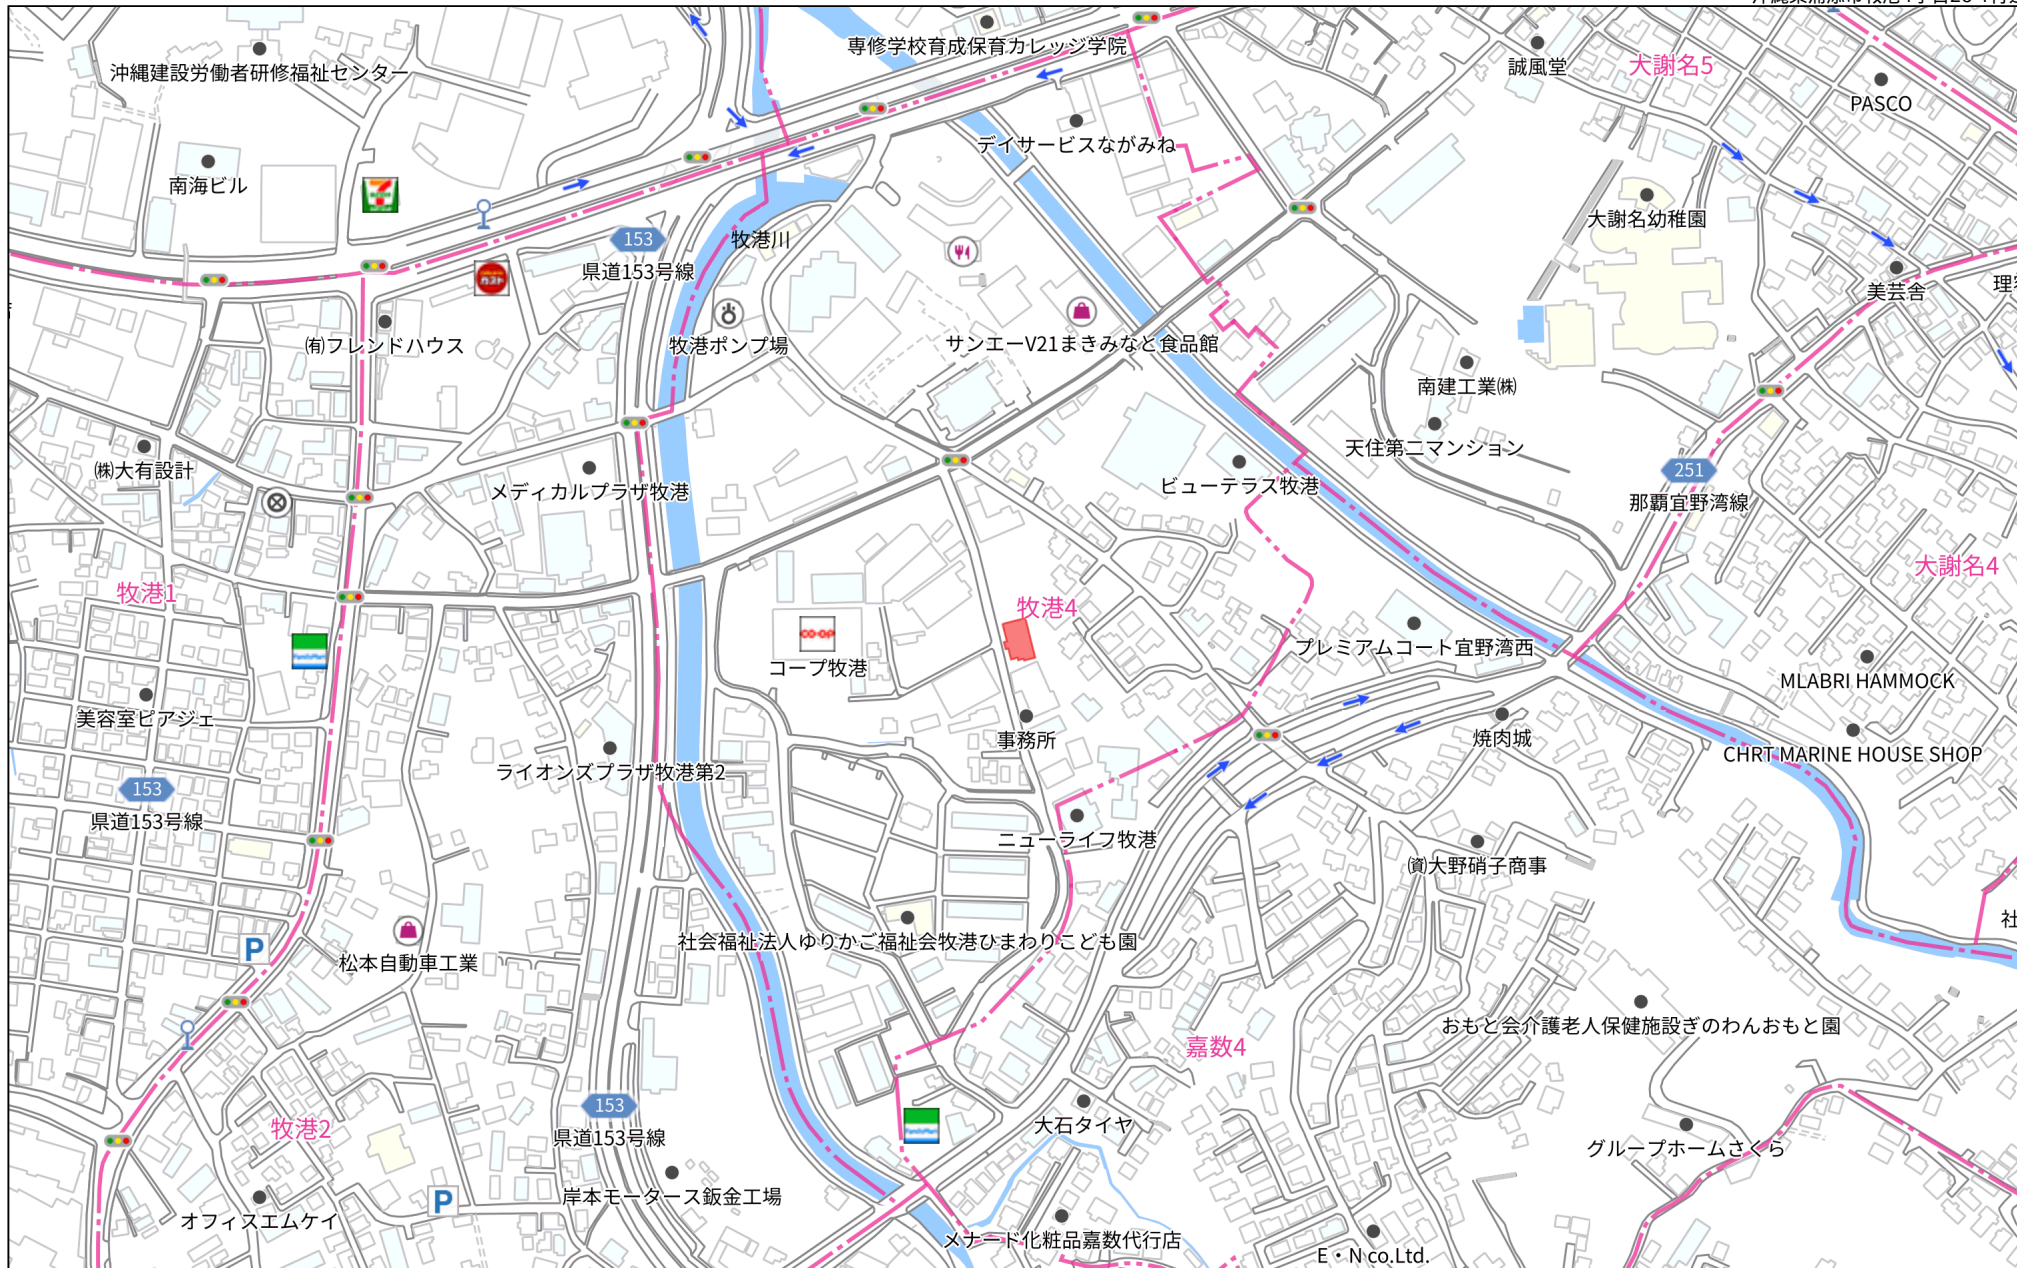 専修学校育成保育カレッジ学院
誠風堂
大謝名5
沖縄建設労働者研修福祉センター
PASCO
デイサービスながみね
南海ビル
大謝名幼稚園
153
牧港川
県道153号線
美芸舎
㈲フレンドハウス
牧港ポンプ場
サンエーV21まきみなと食品館
南建工業㈱
天住第二マンション
㈱大有設計
メディカルプラザ牧港
ビューテラス牧港
251
那覇宜野湾線
大謝名4
牧港1
牧港4
CO・OP
コープ牧港
プレミアムコート宜野湾西
FamilyMart
MLABRI HAMMOCK
美容室ピアジェ
事務所
焼肉城
CHRT MARINE HOUSE SHOP
ライオンズプラザ牧港第2
153
県道153号線
ニューライフ牧港
㈾大野硝子商事
社会福祉法人ゆりかご福祉会牧港ひまわりこども園
P
松本自動車工業
おもと会介護老人保健施設ぎのわんおもと園
嘉数4
153
県道153号線
牧港2
FamilyMart
大石タイヤ
グループホームさくら
P
岸本モータース鈑金工場
オフィスエムケイ
メナード化粧品嘉数代行店
E・N co.Ltd.